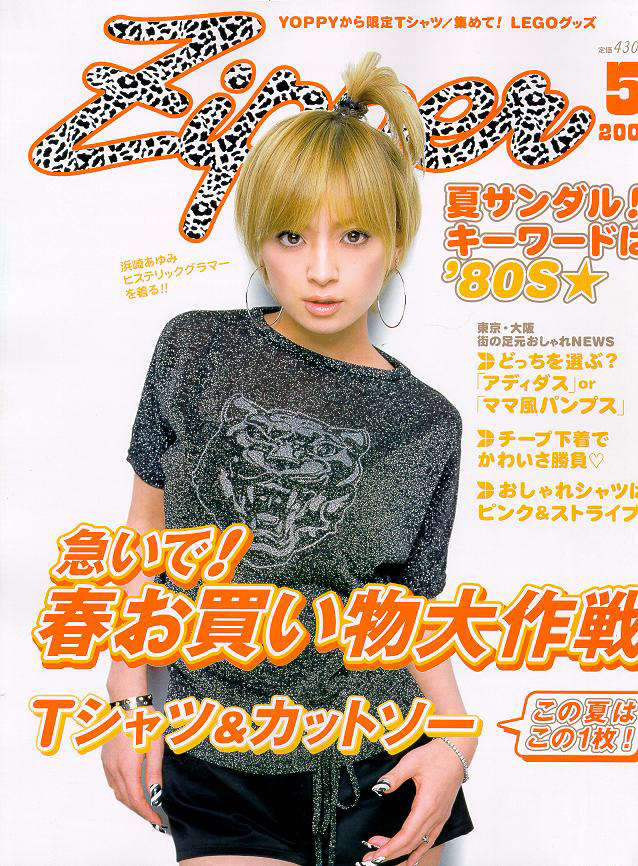 YOPPYから限定Tシャツ/集めて! LEGOグッズ
Zipper
定価430
5
200
夏サンダル!
キーワードは
'80S★
浜崎あゆみ
ヒステリックグラマー
を着る!!
東京・大阪
街の足元おしゃれNEWS
どっちを選ぶ?
「アディダス」or
「ママ風パンプス」
チープ下着で
かわいさ勝負♡
おしゃれシャツは
ピンク&ストライプ
急いで!
春お買い物大作戦
Tシャツ&カットソー
この夏は
この1枚!